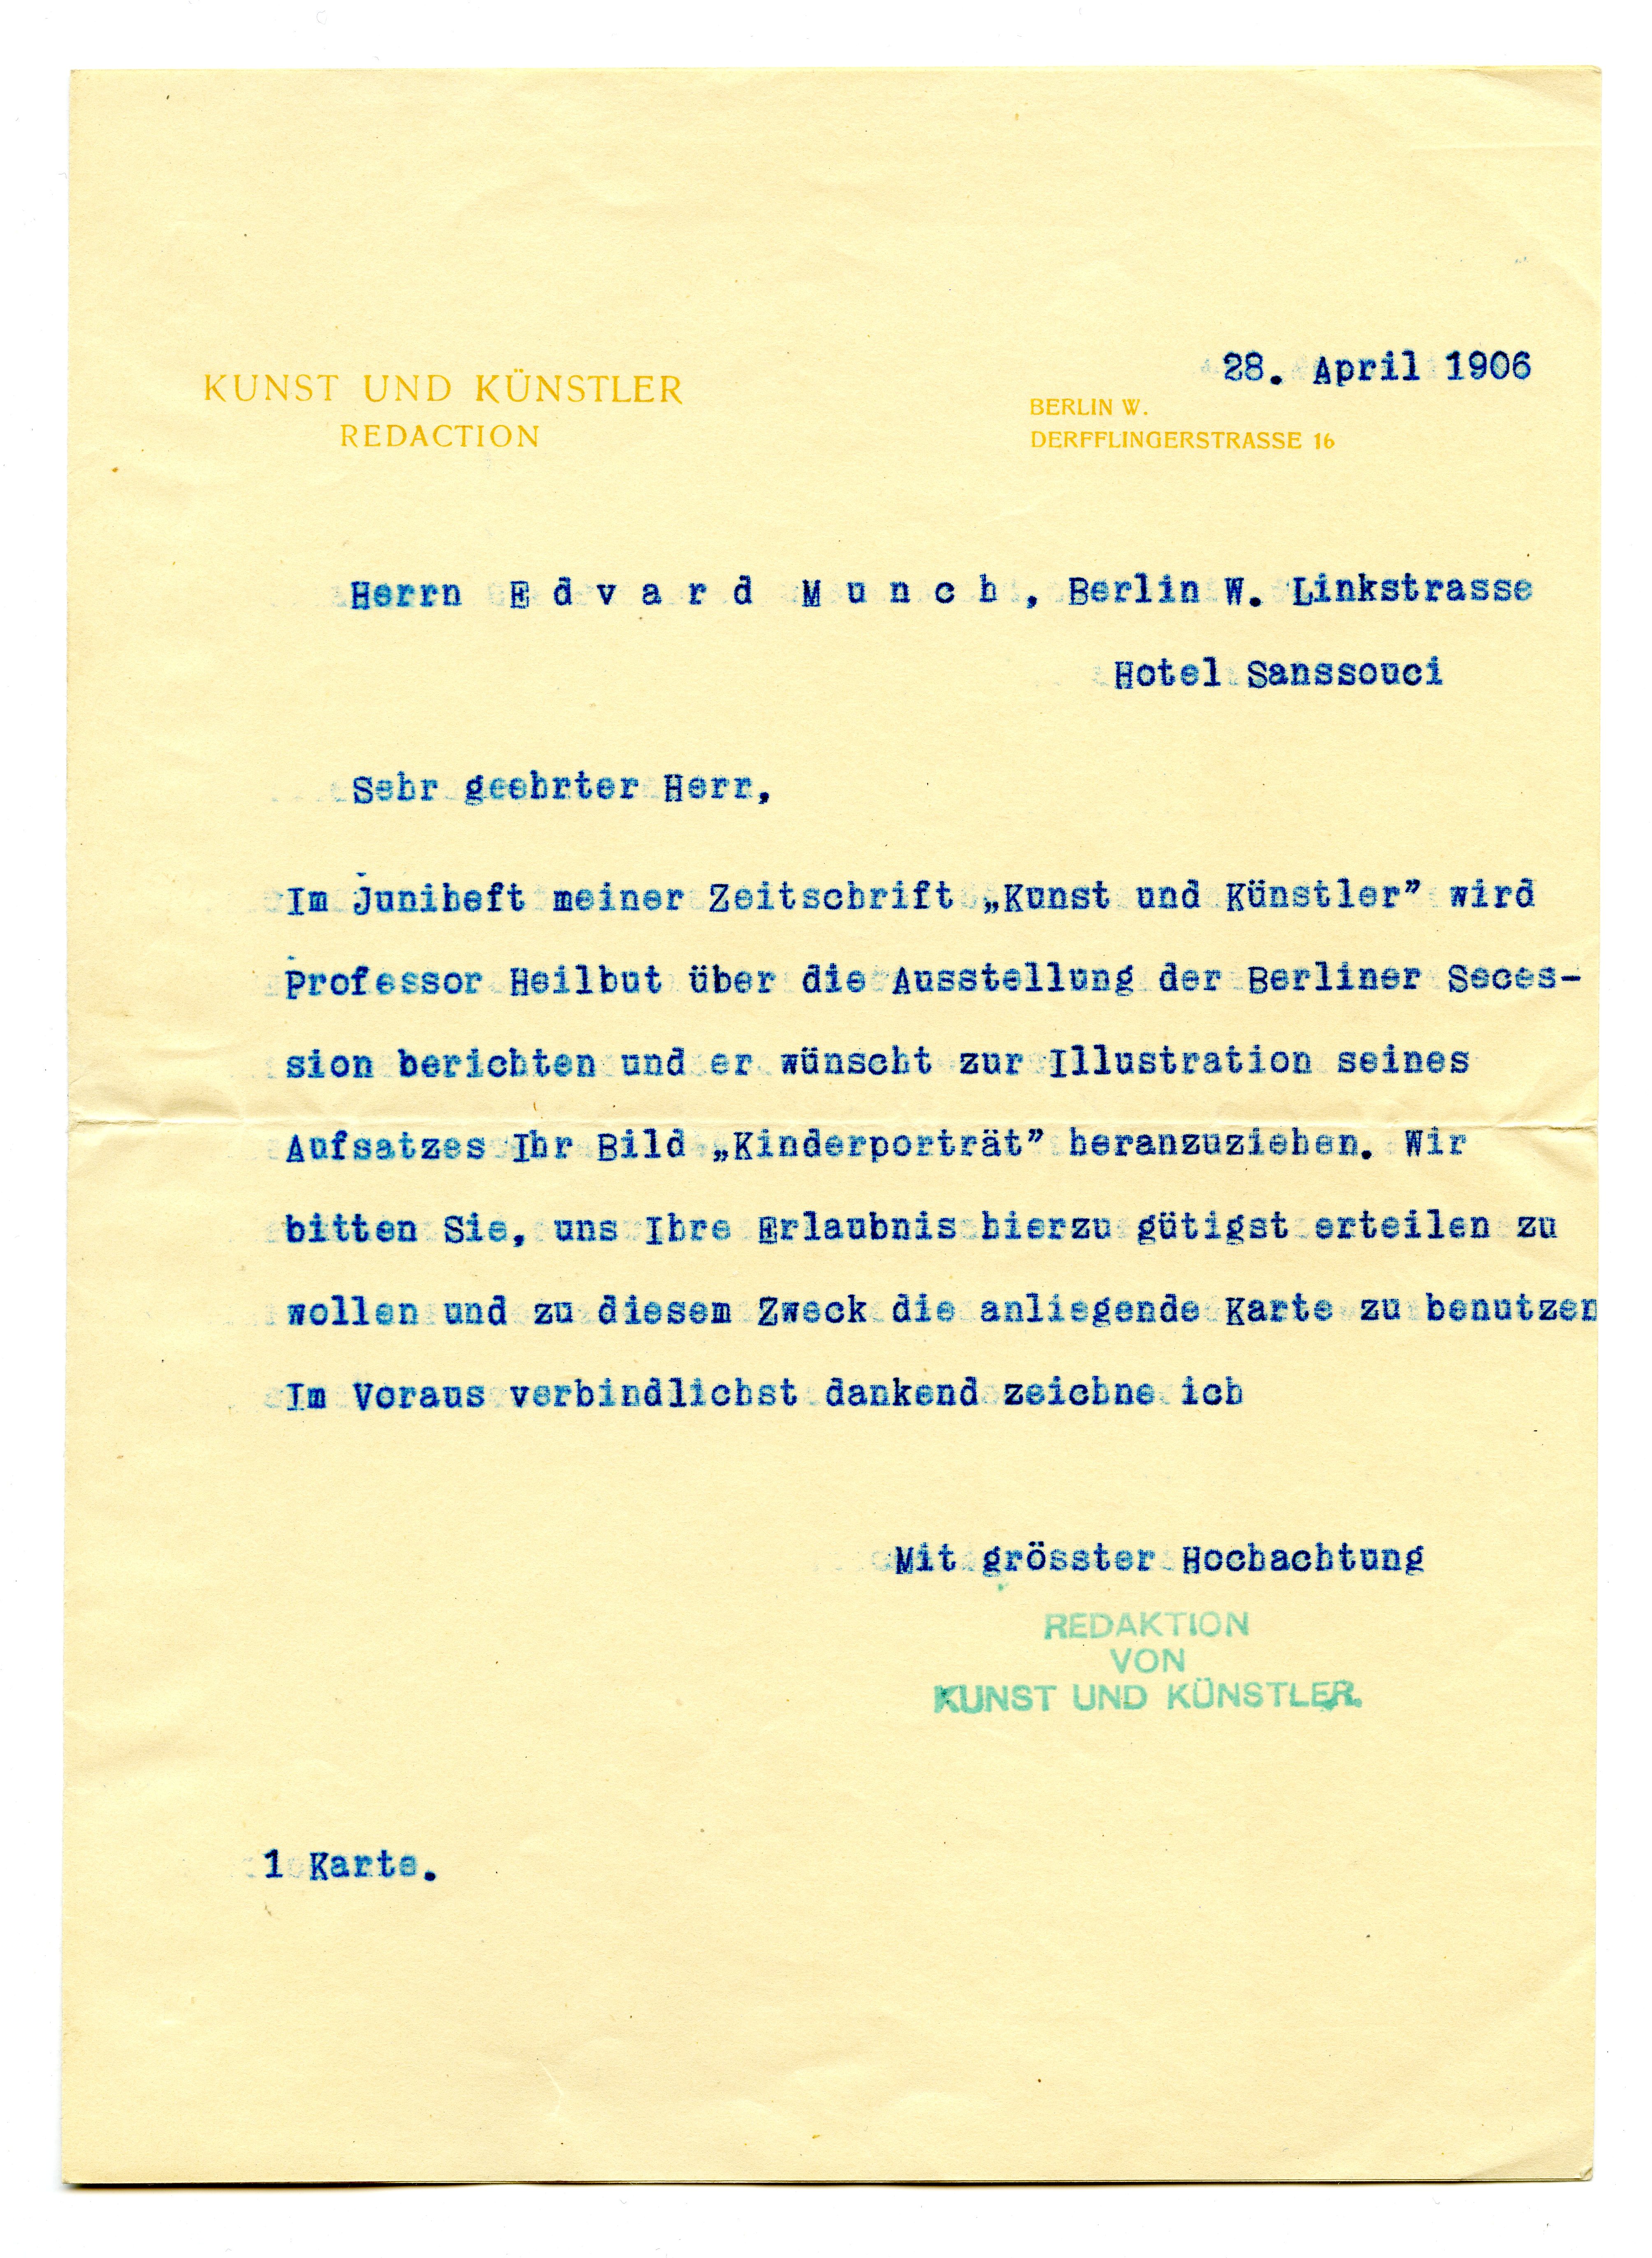 28. April 1906
KUNST UND KÜNSTLER
REDACTION
BERLIN W.
DERFFLINGERSTRASSE 16
Herrn Edvard Munch, Berlin W. Linkstrasse
Hotel Sanssouci
Sehr geehrter Herr,
Im Juniheft meiner Zeitschrift „Kunst und Künstler” wird
Professor Heilbut über die Ausstellung der Berliner Seces-
sion berichten und er wünscht zur Illustration seines
Aufsatzes Ihr Bild „Kinderporträt” heranzuziehen. Wir
bitten Sie, uns Ihre Erlaubnis hierzu gütigst erteilen zu
wollen und zu diesem Zweck die anliegende Karte zu benutzen
Im Voraus verbindlichst dankend zeichne ich
Mit grösster Hochachtung
REDAKTION
VON
KUNST UND KÜNSTLER.
1 Karte.